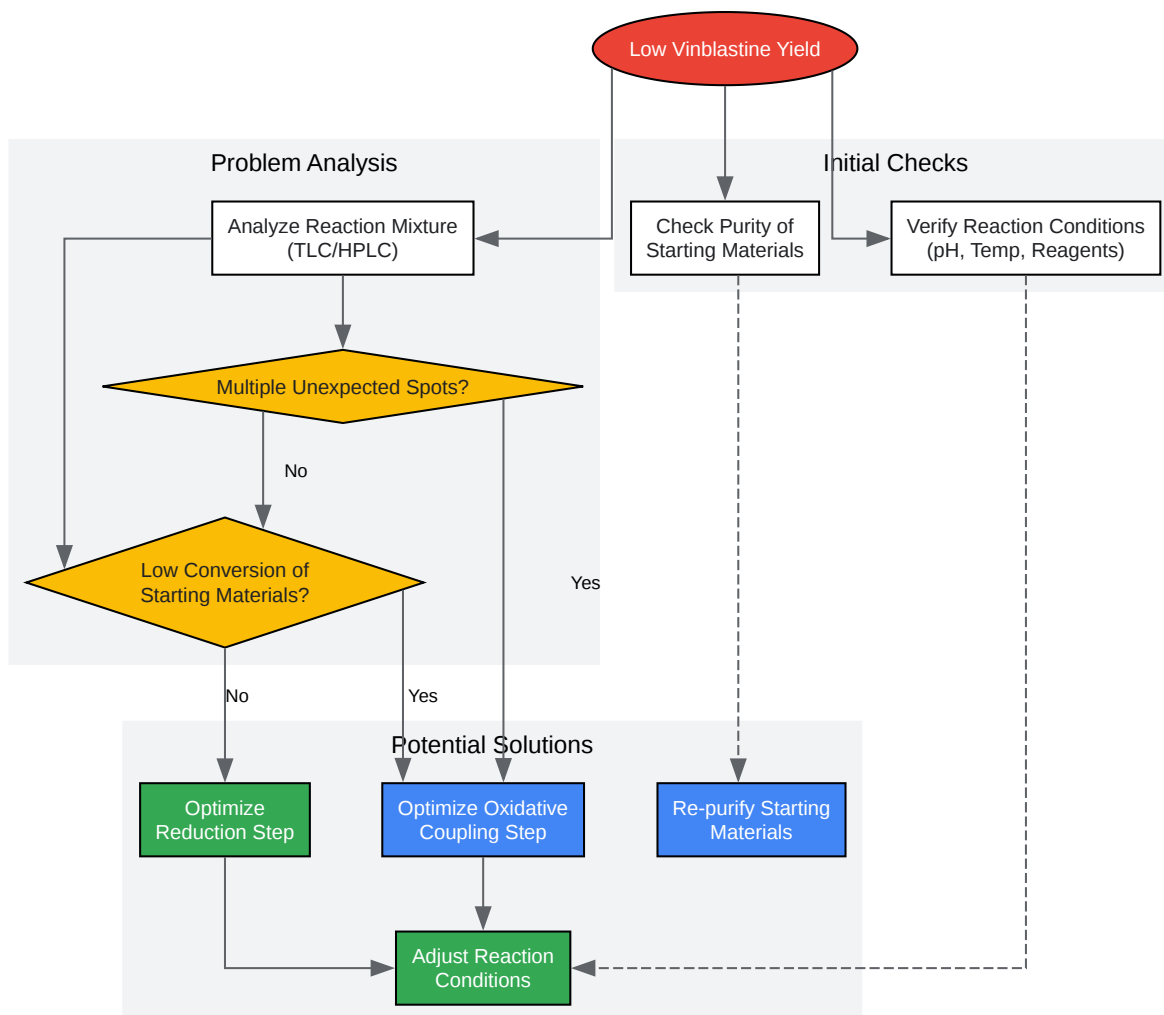 Low Vinblastine Yield
Problem Analysis
Initial Checks
Analyze Reaction Mixture
(TLC/HPLC)
Check Purity of
Starting Materials
Verify Reaction Conditions
(pH, Temp, Reagents)
Multiple Unexpected Spots?
No
Low Conversion of
Starting Materials?
Yes
No
Yes
Potential Solutions
Optimize
Reduction Step
Optimize Oxidative
Coupling Step
Re-purify Starting
Materials
Adjust Reaction
Conditions